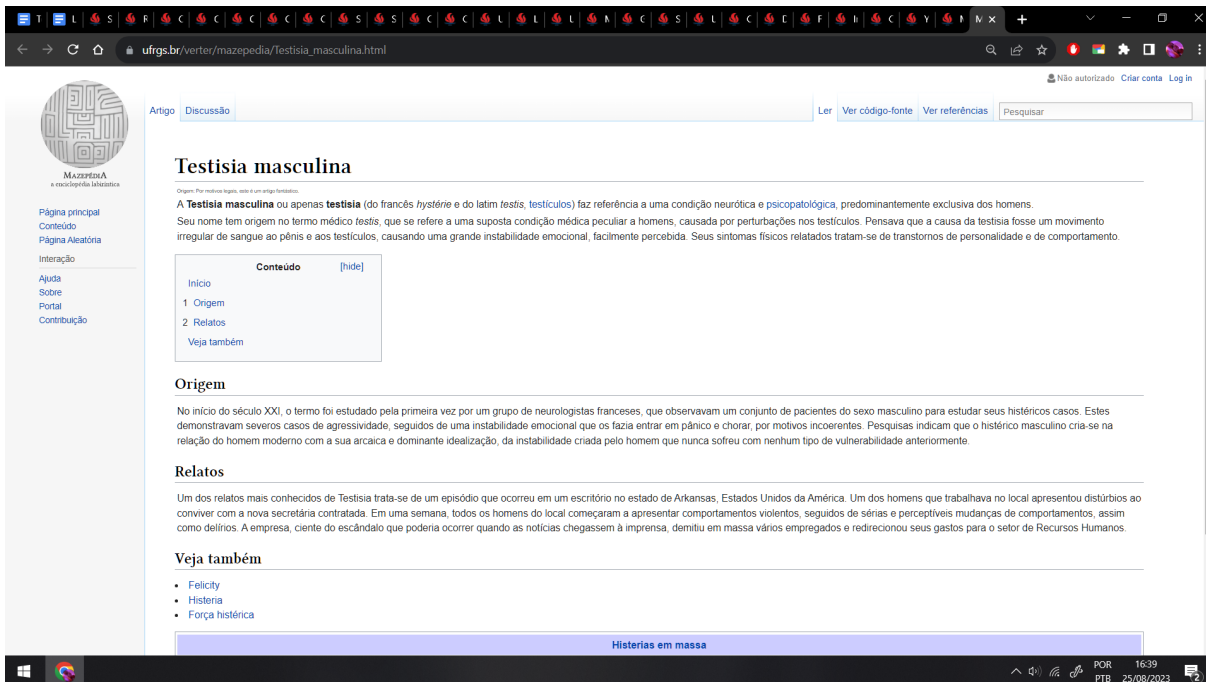 ufrgs.br/verter/mazepedia/Testisia_masculina.html
Não autorizado Criar conta Log in
Artigo Discussão Ler Ver código-fonte Ver referências Pesquisar
MAZEPÉDIA
a enciclopédia labiríntica
Página principal
Conteúdo
Página Aleatória
Interação
Ajuda
Sobre
Portal
Contribuição
Testisia masculina
Origem: Por motivos legais, este é um artigo fantástico.
A Testisia masculina ou apenas testisia (do francês hystérie e do latim testis, testículos) faz referência a uma condição neurótica e psicopatológica, predominantemente exclusiva dos homens.
Seu nome tem origem no termo médico testis, que se refere a uma suposta condição médica peculiar a homens, causada por perturbações nos testículos. Pensava que a causa da testisia fosse um movimento
irregular de sangue ao pênis e aos testículos, causando uma grande instabilidade emocional, facilmente percebida. Seus sintomas físicos relatados tratam-se de transtornos de personalidade e de comportamento.
Conteúdo [hide]
Início
1 Origem
2 Relatos
Veja também
Origem
No início do século XXI, o termo foi estudado pela primeira vez por um grupo de neurologistas franceses, que observavam um conjunto de pacientes do sexo masculino para estudar seus histéricos casos. Estes
demonstravam severos casos de agressividade, seguidos de uma instabilidade emocional que os fazia entrar em pânico e chorar, por motivos incoerentes. Pesquisas indicam que o histérico masculino cria-se na
relação do homem moderno com a sua arcaica e dominante idealização, da instabilidade criada pelo homem que nunca sofreu com nenhum tipo de vulnerabilidade anteriormente.
Relatos
Um dos relatos mais conhecidos de Testisia trata-se de um episódio que ocorreu em um escritório no estado de Arkansas, Estados Unidos da América. Um dos homens que trabalhava no local apresentou distúrbios ao
conviver com a nova secretária contratada. Em uma semana, todos os homens do local começaram a apresentar comportamentos violentos, seguidos de sérias e perceptíveis mudanças de comportamentos, assim
como delírios. A empresa, ciente do escândalo que poderia ocorrer quando as notícias chegassem à imprensa, demitiu em massa vários empregados e redirecionou seus gastos para o setor de Recursos Humanos.
Veja também
Felicity
Histeria
Força histérica
Histerias em massa
POR 16:39
PTB 25/08/2023